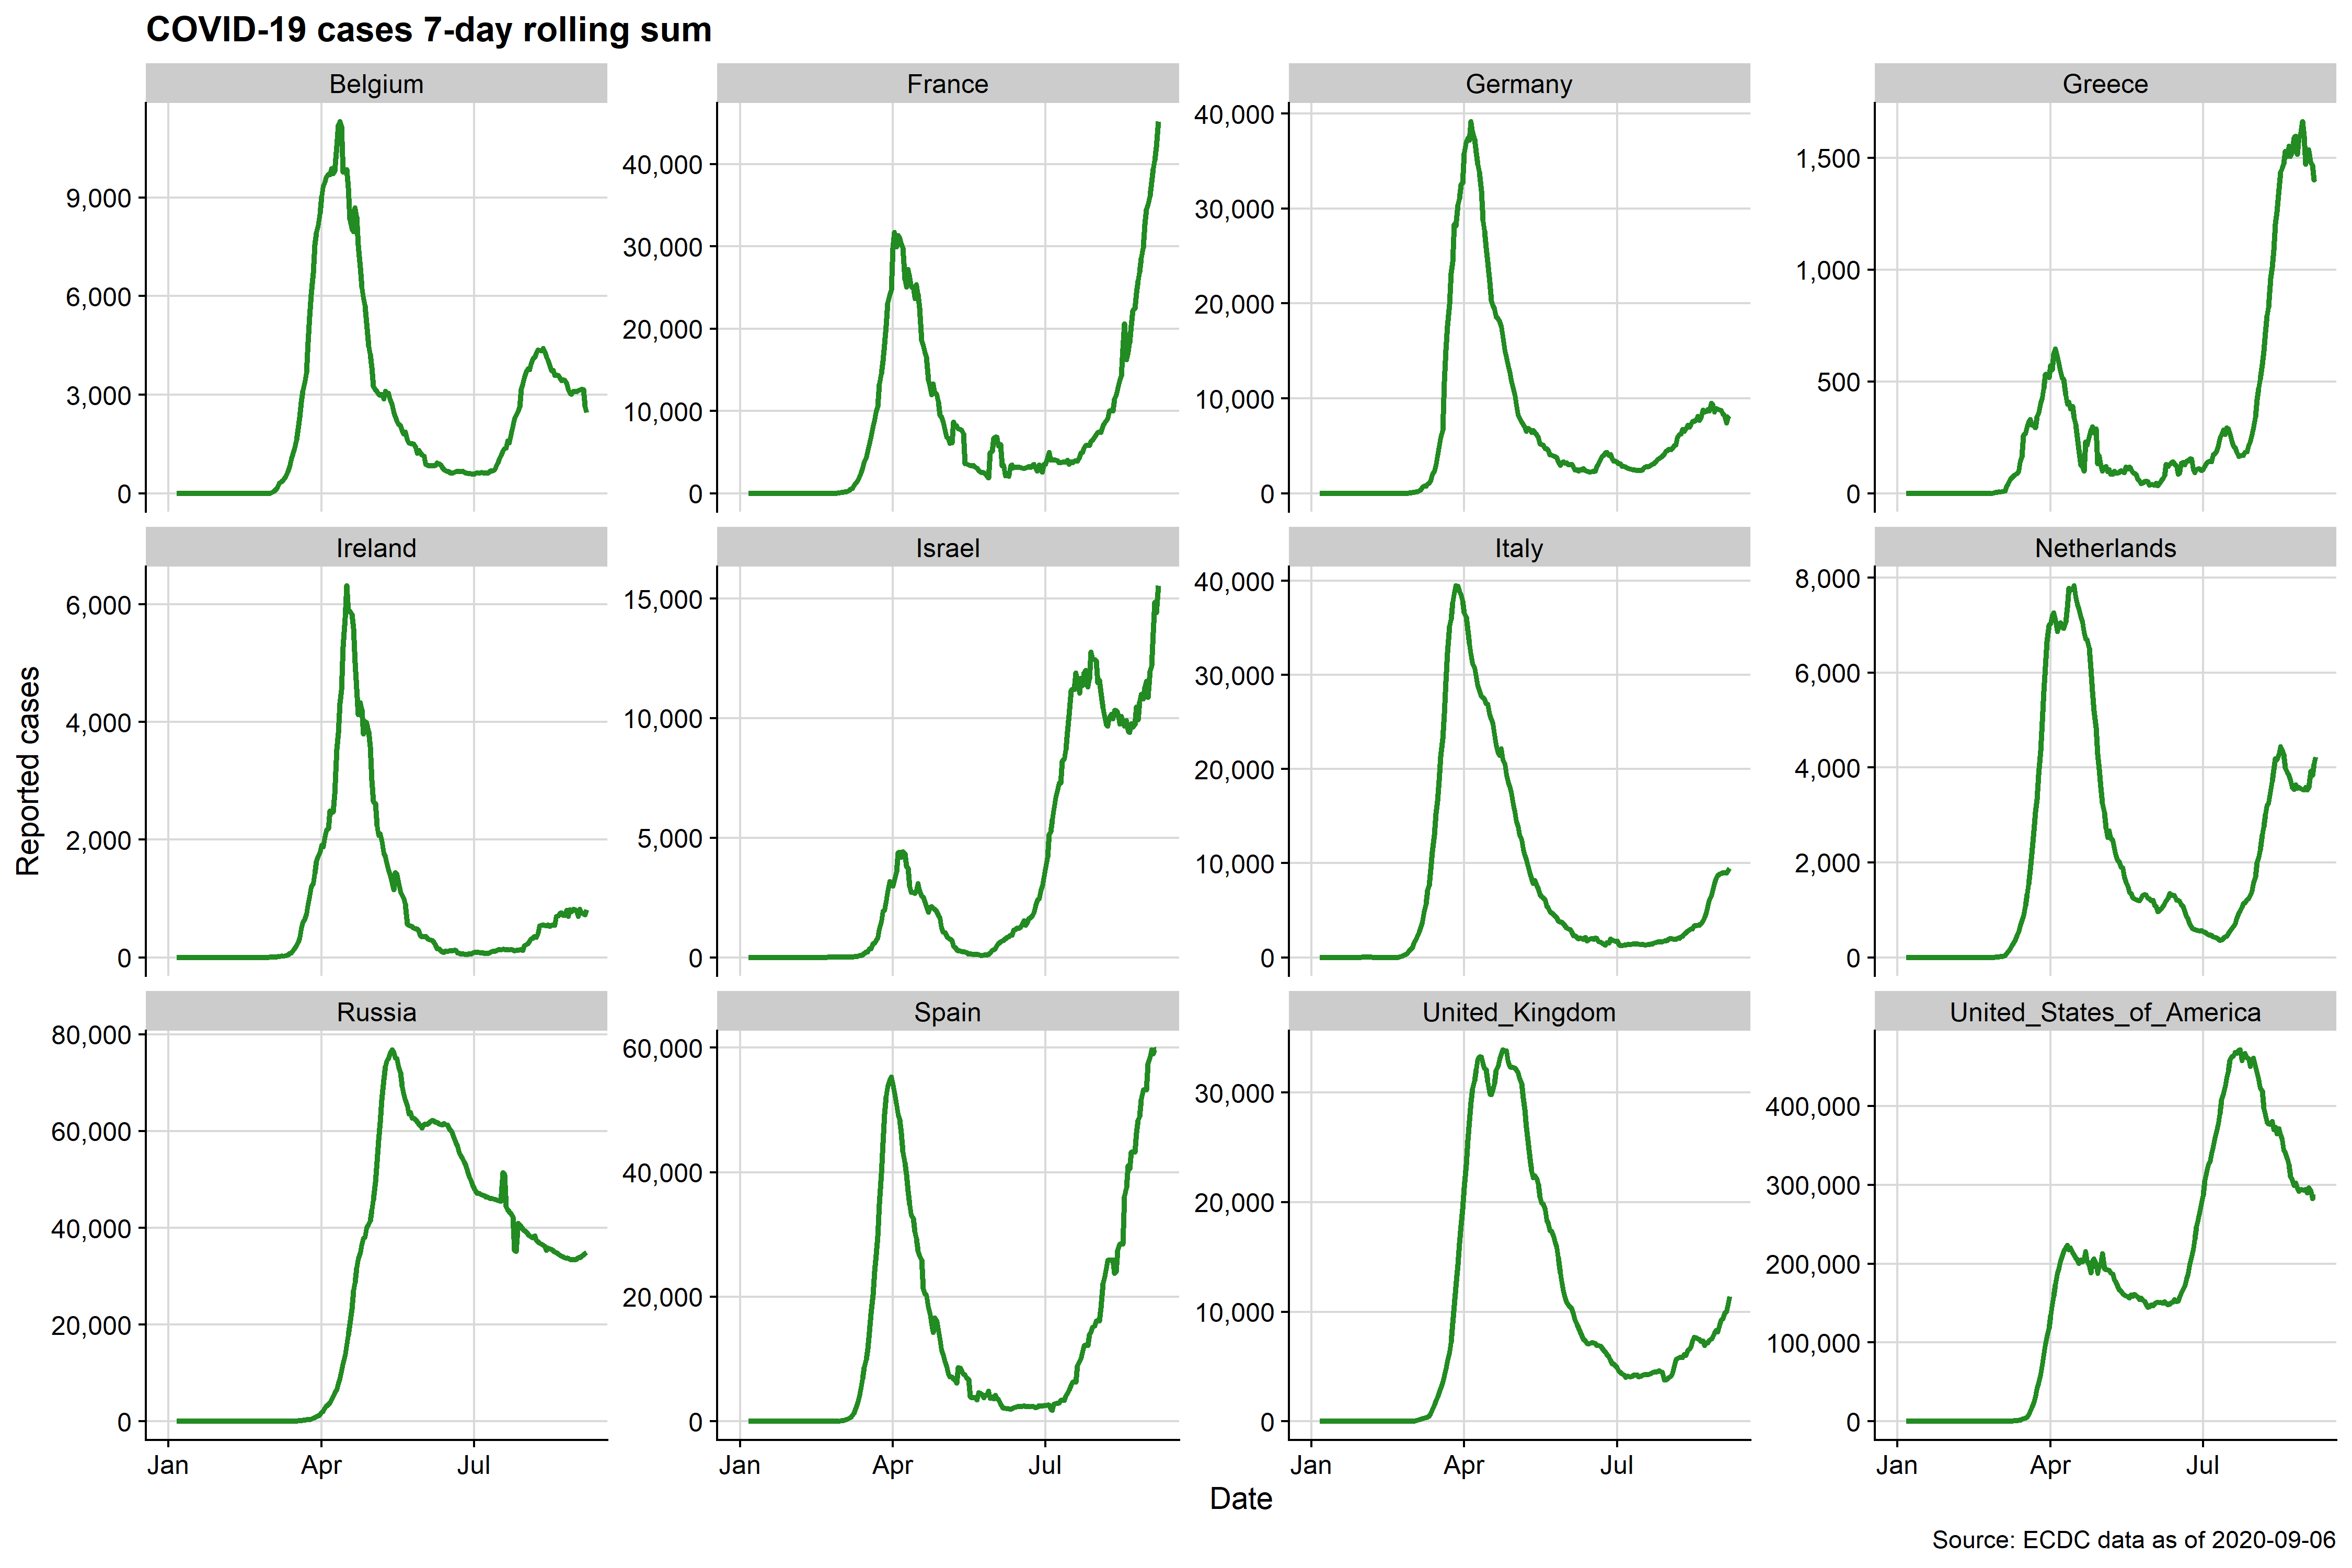 COVID-19 cases 7-day rolling sum
Belgium
France
Germany
Greece
9,000
6,000
3,000
0
40,000
30,000
20,000
10,000
0
40,000
30,000
20,000
10,000
0
1,500
1,000
500
0
Ireland
Israel
Italy
Netherlands
6,000
4,000
2,000
0
15,000
10,000
5,000
0
40,000
30,000
20,000
10,000
0
8,000
6,000
4,000
2,000
0
Reported cases
Russia
Spain
United_Kingdom
United_States_of_America
80,000
60,000
40,000
20,000
0
60,000
40,000
20,000
0
30,000
20,000
10,000
0
400,000
300,000
200,000
100,000
0
Jan Apr Jul
Jan Apr Jul
Jan Apr Jul
Jan Apr Jul
Date
Source: ECDC data as of 2020-09-06